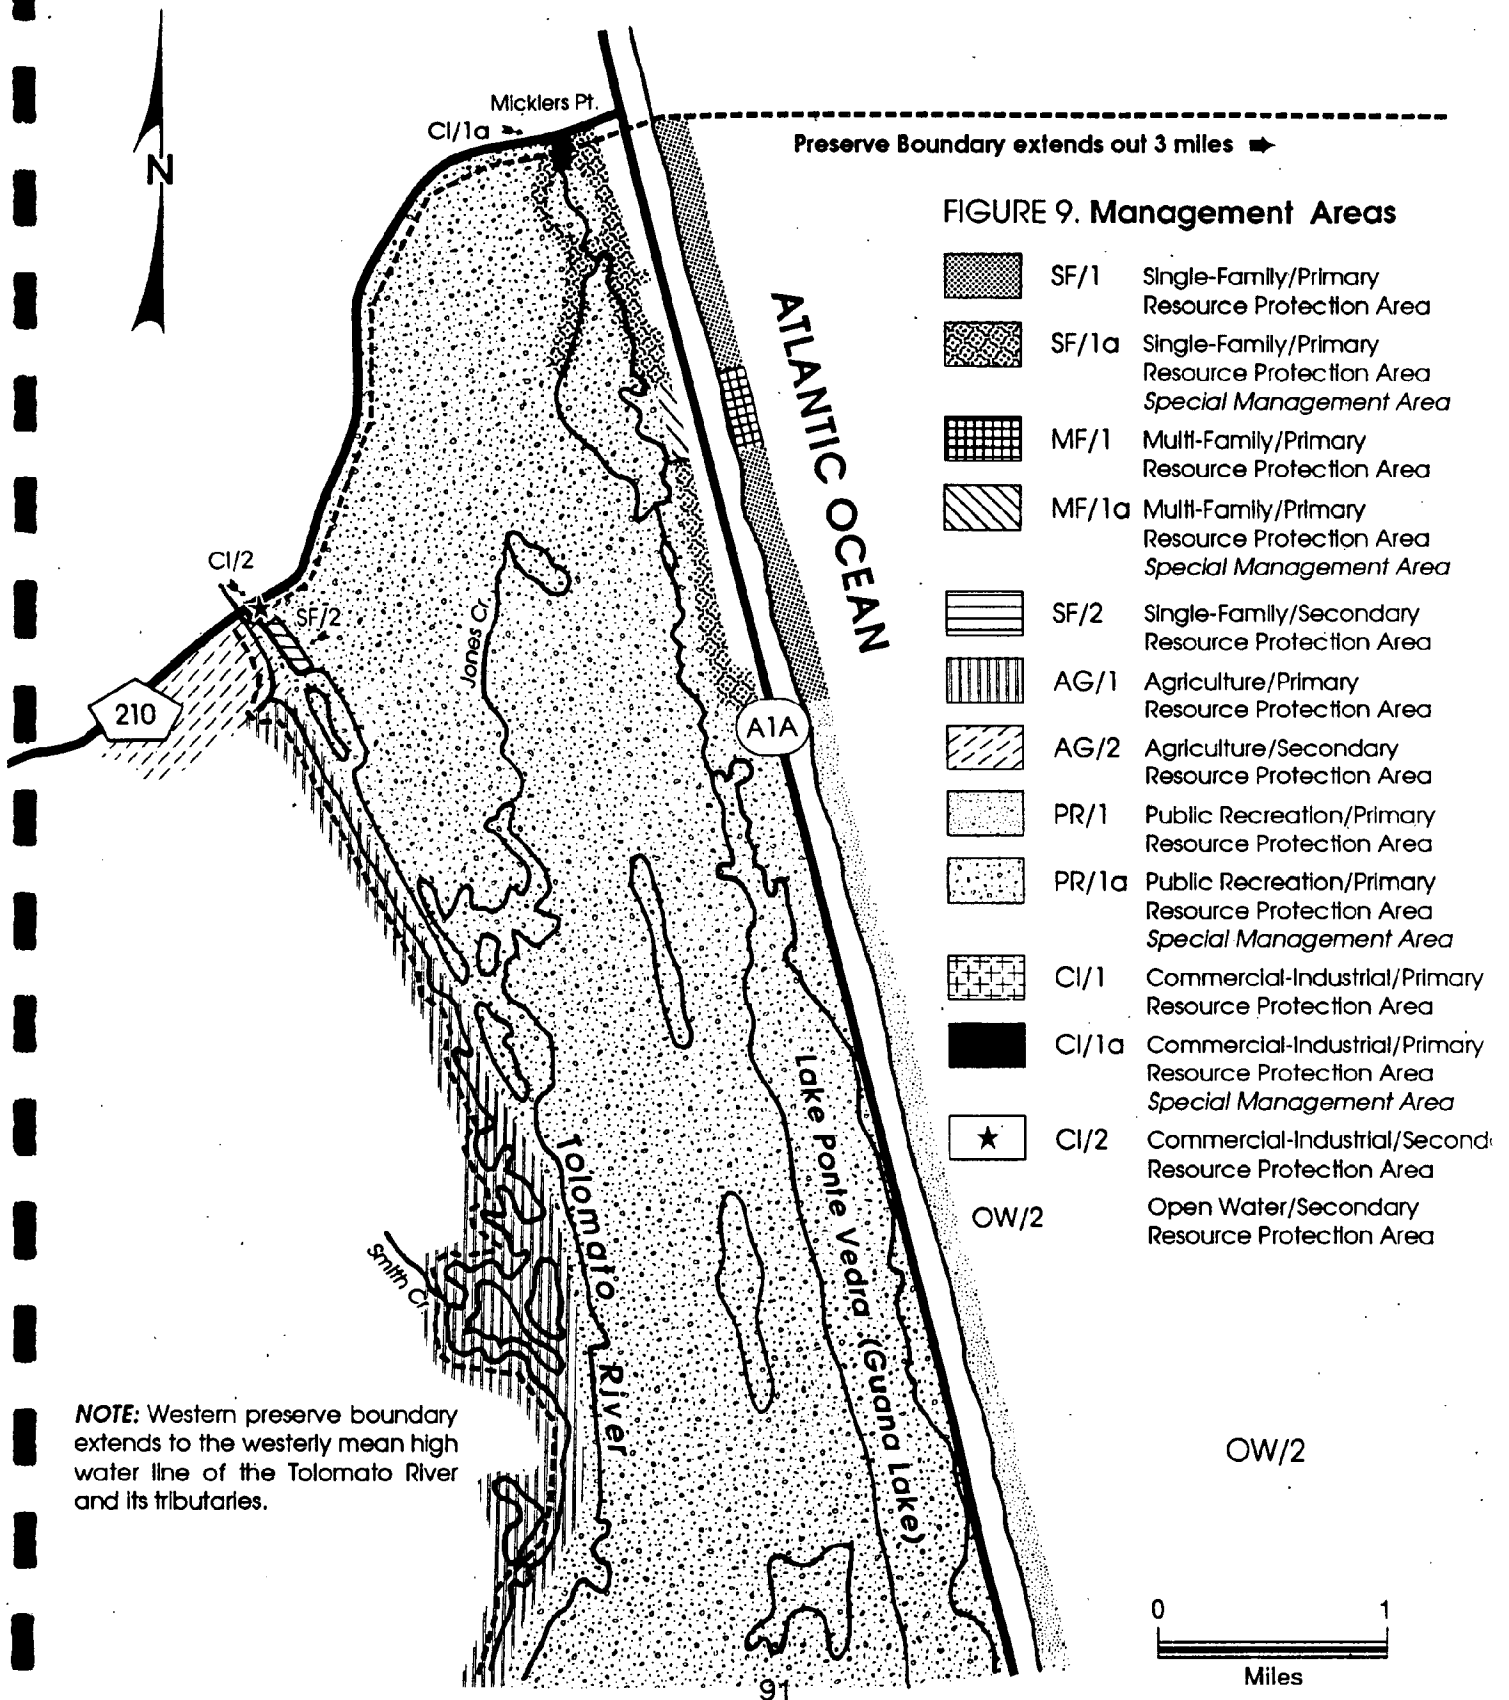 Micklers Pt.
CI/1a
N
Preserve Boundary extends out 3 miles
FIGURE 9. Management Areas
SF/1 Single-Family/Primary
Resource Protection Area
SF/1a Single-Family/Primary
Resource Protection Area
Special Management Area
MF/1 Multi-Family/Primary
Resource Protection Area
MF/1a Multi-Family/Primary
Resource Protection Area
Special Management Area
SF/2 Single-Family/Secondary
Resource Protection Area
AG/1 Agriculture/Primary
Resource Protection Area
AG/2 Agriculture/Secondary
Resource Protection Area
PR/1 Public Recreation/Primary
Resource Protection Area
PR/1a Public Recreation/Primary
Resource Protection Area
Special Management Area
CI/1 Commercial-Industrial/Primary
Resource Protection Area
CI/1a Commercial-Industrial/Primary
Resource Protection Area
Special Management Area
CI/2 Commercial-Industrial/Second
Resource Protection Area
OW/2 Open Water/Secondary
Resource Protection Area
ATLANTIC OCEAN
CI/2
SF/2
Jones Cr.
210
A1A
Lake Ponte Vedra (Guana Lake)
Tolomato River
Smith Cr.
NOTE: Western preserve boundary
extends to the westerly mean high
water line of the Tolomato River
and its tributaries.
OW/2
0 1
Miles
91